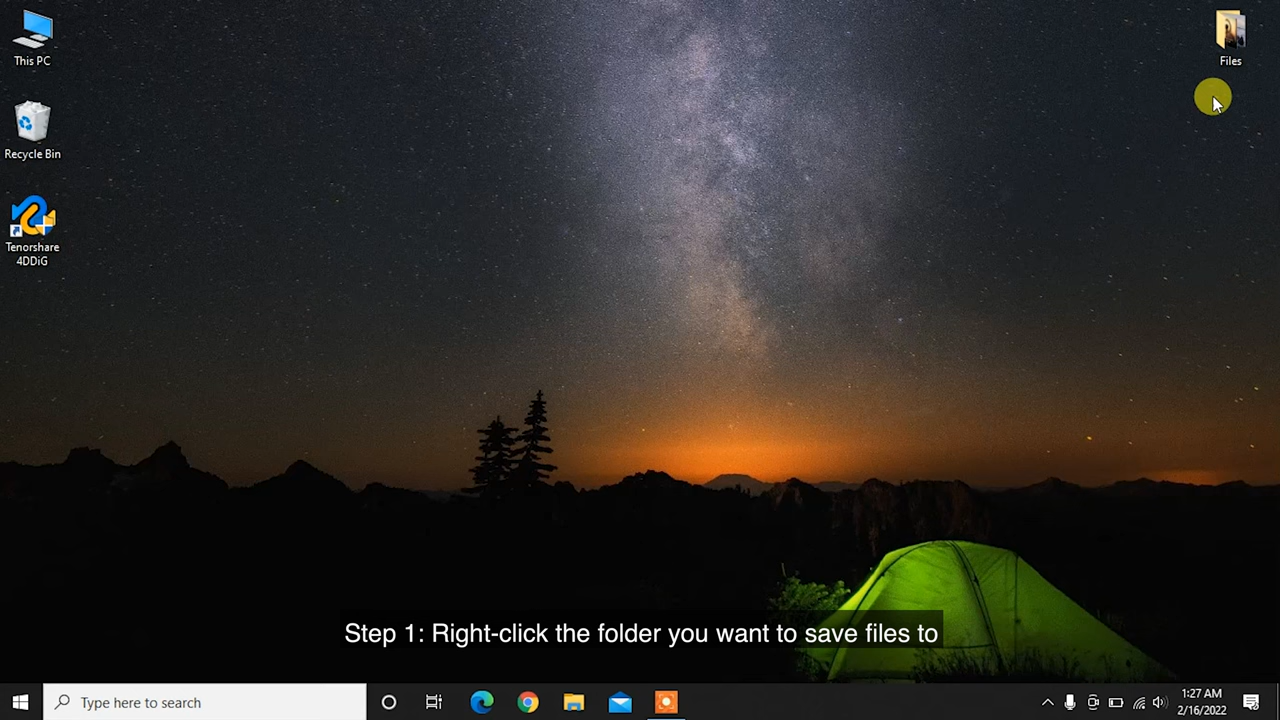 This PC
Files
Recycle Bin
Tenorshare
4DDiG
Step 1: Right-click the folder you want to save files to
Type here to search
1:27 AM
2/16/2022